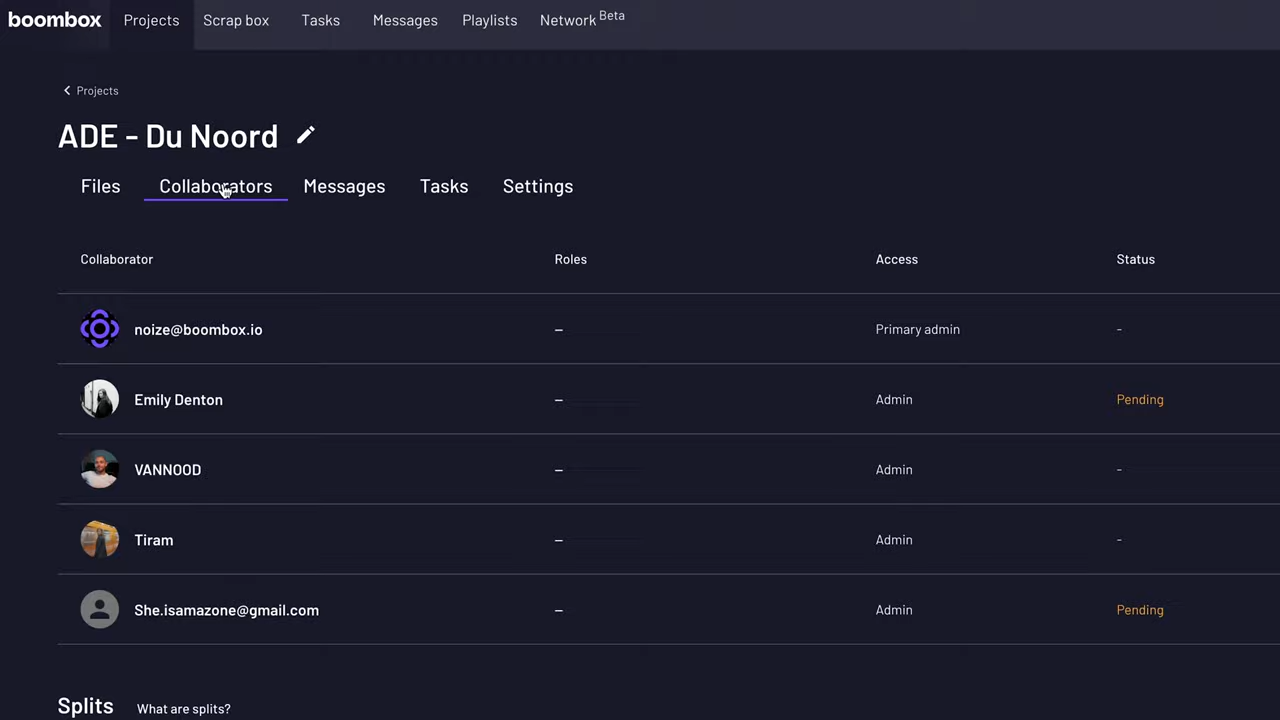 boombox Projects Scrap box Tasks Messages Playlists Network Beta
Projects
ADE - Du Noord
Files Collaborators Messages Tasks Settings
Collaborator Roles Access Status
noize@boombox.io – Primary admin -
Emily Denton – Admin Pending
VANNOOD – Admin -
Tiram – Admin -
She.isamazone@gmail.com – Admin Pending
Splits What are splits?